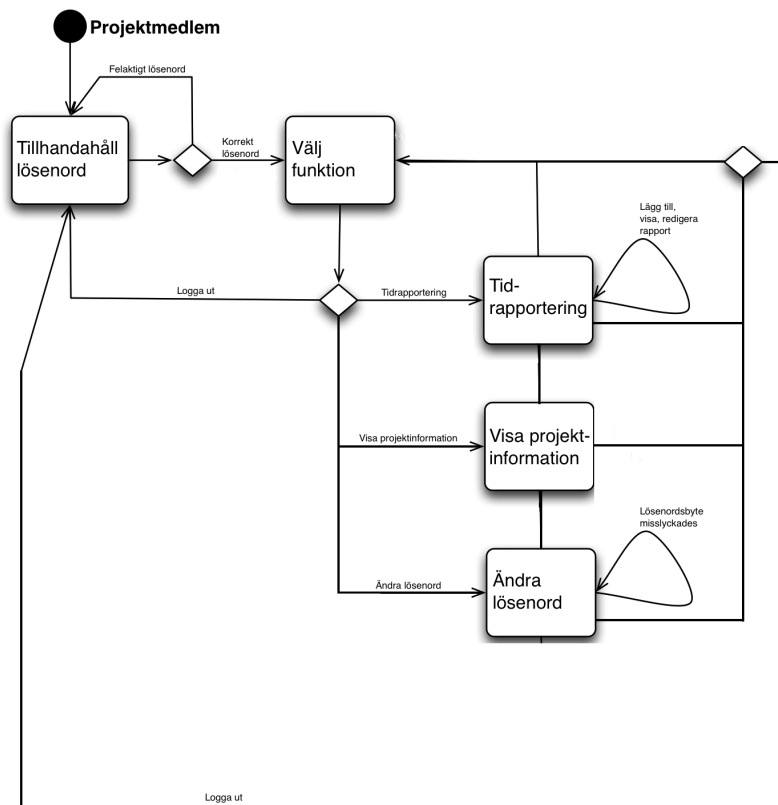 Projektmedlem
Felaktigt lösenord
Tillhandahåll
lösenord
Korrekt
lösenord
Välj
funktion
Lägg till,
visa, redigera
rapport
Logga ut
Tidrapportering
Tid-
rapportering
Visa projektinformation
Visa projekt-
information
Lösenordsbyte
misslyckades
Ändra lösenord
Ändra
lösenord
Logga ut